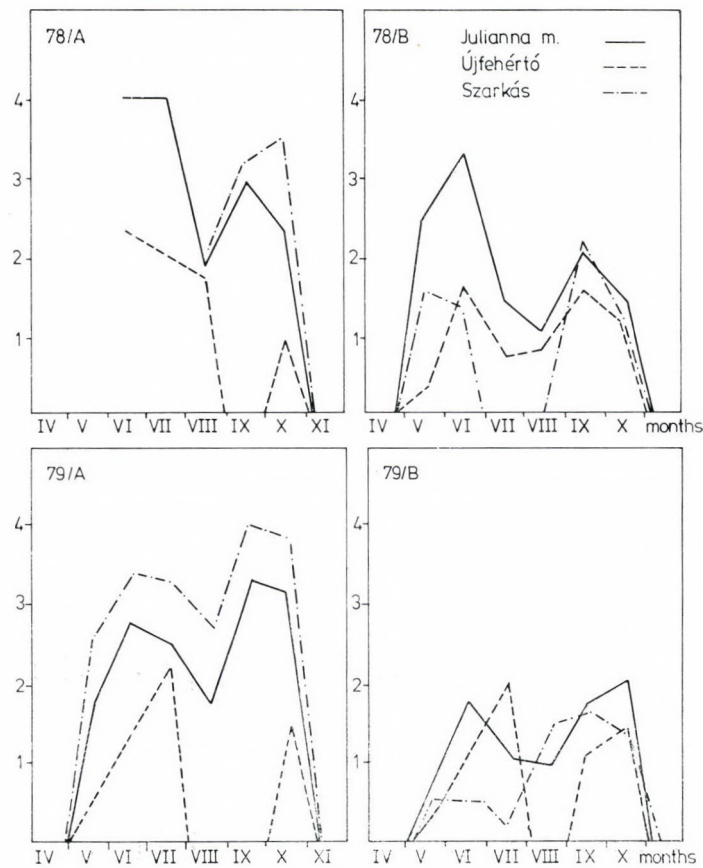 78/A
4
3
2
1
IV V VI VII VIII IX X XI
78/B
Julianna m.
Újfehértó
Szarkás
4
3
2
1
IV V VI VII VIII IX X months
79/A
4
3
2
1
IV V VI VII VIII IX X XI
79/B
4
3
2
1
IV V VI VII VIII IX X months